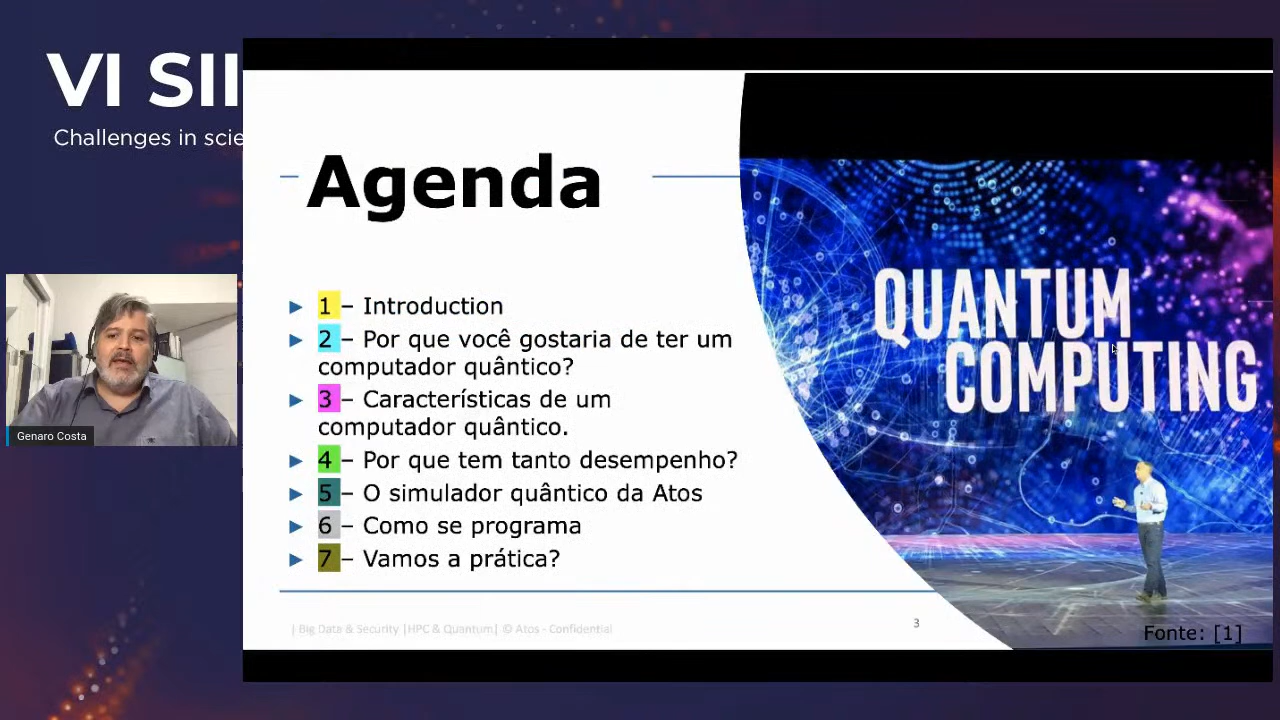 VI SII
Challenges in scie
Agenda
1 – Introduction
2 – Por que você gostaria de ter um
computador quântico?
3 – Características de um
computador quântico.
4 – Por que tem tanto desempenho?
5 – O simulador quântico da Atos
6 – Como se programa
7 – Vamos a prática?
| Big Data & Security |HPC & Quantum| © Atos - Confidential
3
QUANTUM
COMPUTING
Fonte: [1]
Genaro Costa